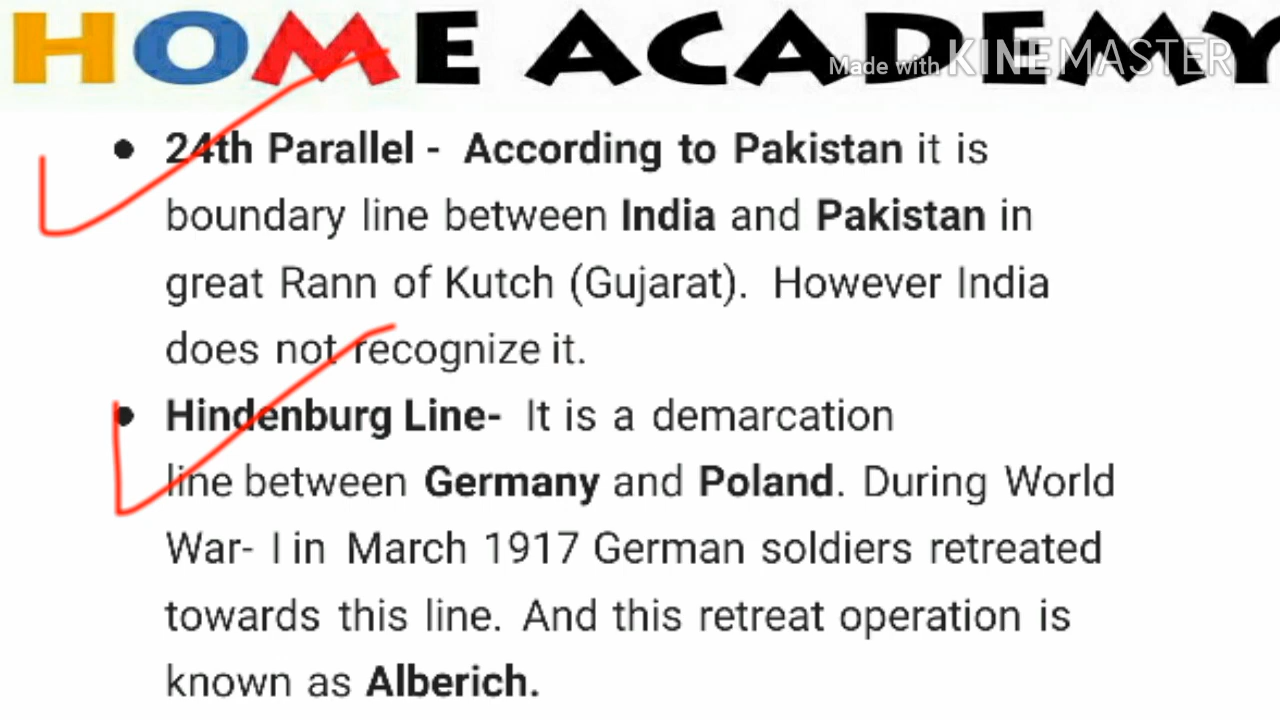 HOME ACADEMY
Made with KINEMASTER
• 24th Parallel - According to Pakistan it is
boundary line between India and Pakistan in
great Rann of Kutch (Gujarat). However India
does not recognize it.
• Hindenburg Line- It is a demarcation
line between Germany and Poland. During World
War- I in March 1917 German soldiers retreated
towards this line. And this retreat operation is
known as Alberich.